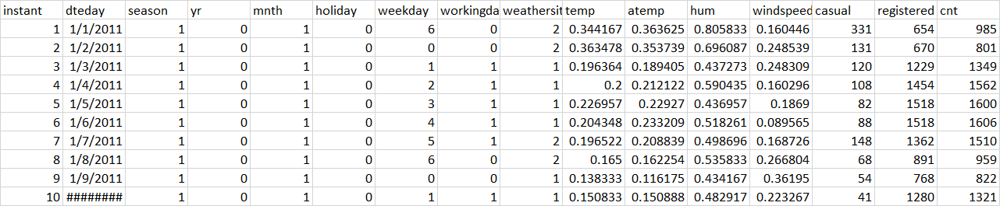 instant dteday season yr mnth holiday weekday workingda weathersit temp atemp hum windspeed casual registered cnt
1 1/1/2011 1 0 1 0 6 0 2 0.344167 0.363625 0.805833 0.160446 331 654 985
2 1/2/2011 1 0 1 0 0 0 2 0.363478 0.353739 0.696087 0.248539 131 670 801
3 1/3/2011 1 0 1 0 1 1 1 0.196364 0.189405 0.437273 0.248309 120 1229 1349
4 1/4/2011 1 0 1 0 2 1 1 0.2 0.212122 0.590435 0.160296 108 1454 1562
5 1/5/2011 1 0 1 0 3 1 1 0.226957 0.22927 0.436957 0.1869 82 1518 1600
6 1/6/2011 1 0 1 0 4 1 1 0.204348 0.233209 0.518261 0.089565 88 1518 1606
7 1/7/2011 1 0 1 0 5 1 2 0.196522 0.208839 0.498696 0.168726 148 1362 1510
8 1/8/2011 1 0 1 0 6 0 2 0.165 0.162254 0.535833 0.266804 68 891 959
9 1/9/2011 1 0 1 0 0 0 1 0.138333 0.116175 0.434167 0.36195 54 768 822
10 ######## 1 0 1 0 1 1 1 0.150833 0.150888 0.482917 0.223267 41 1280 1321